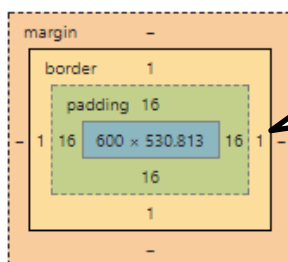 margin –
border 1
padding 16
– 1 16 600 × 530.813 16 1 –
16
1
–